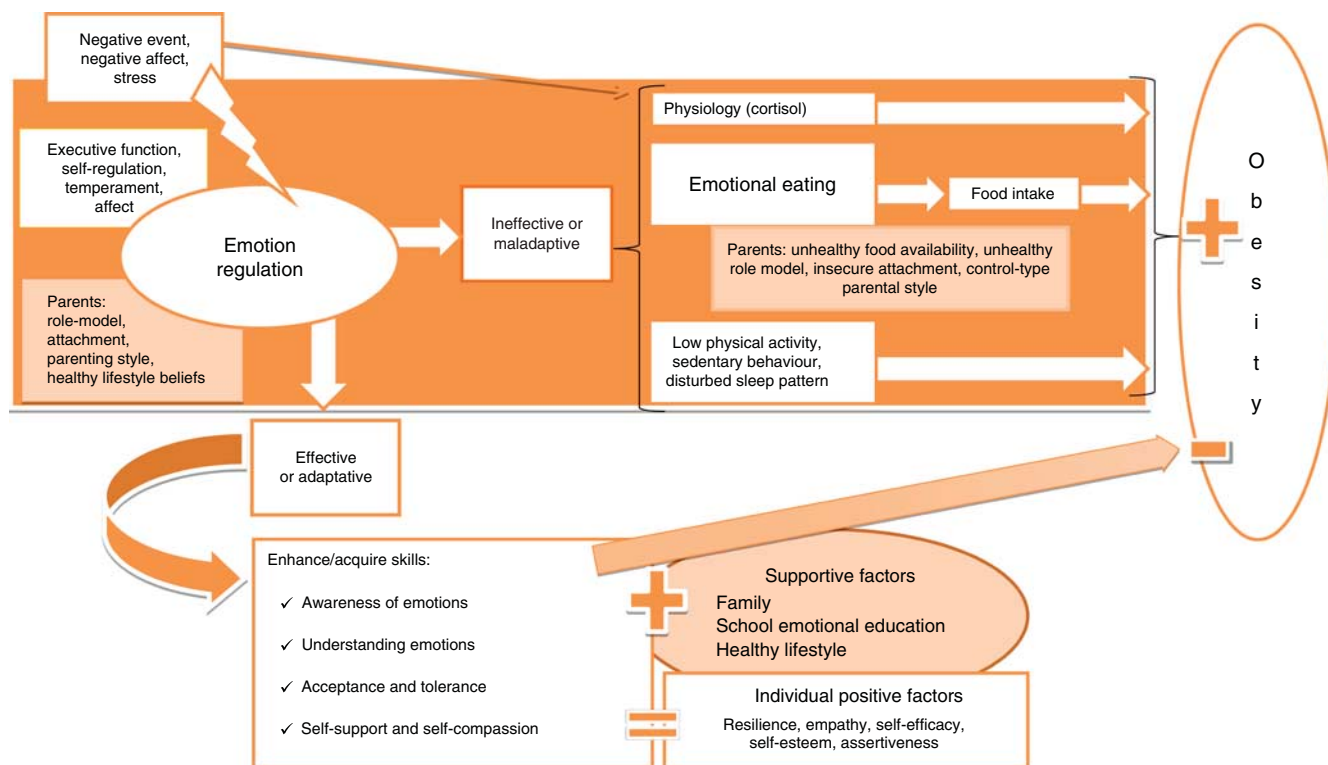 Negative event,
negative affect,
stress
Executive function,
self-regulation,
temperament,
affect
Emotion
regulation
Parents:
role-model,
attachment,
parenting style,
healthy lifestyle beliefs
Ineffective or
maladaptive
Physiology (cortisol)
Emotional eating
Food intake
Parents: unhealthy food availability, unhealthy
role model, insecure attachment, control-type
parental style
Low physical activity,
sedentary behaviour,
disturbed sleep pattern
O
b
e
s
i
t
y
Effective
or adaptative
Enhance/acquire skills:
✓ Awareness of emotions
✓ Understanding emotions
✓ Acceptance and tolerance
✓ Self-support and self-compassion
Supportive factors
Family
School emotional education
Healthy lifestyle
Individual positive factors
Resilience, empathy, self-efficacy,
self-esteem, assertiveness